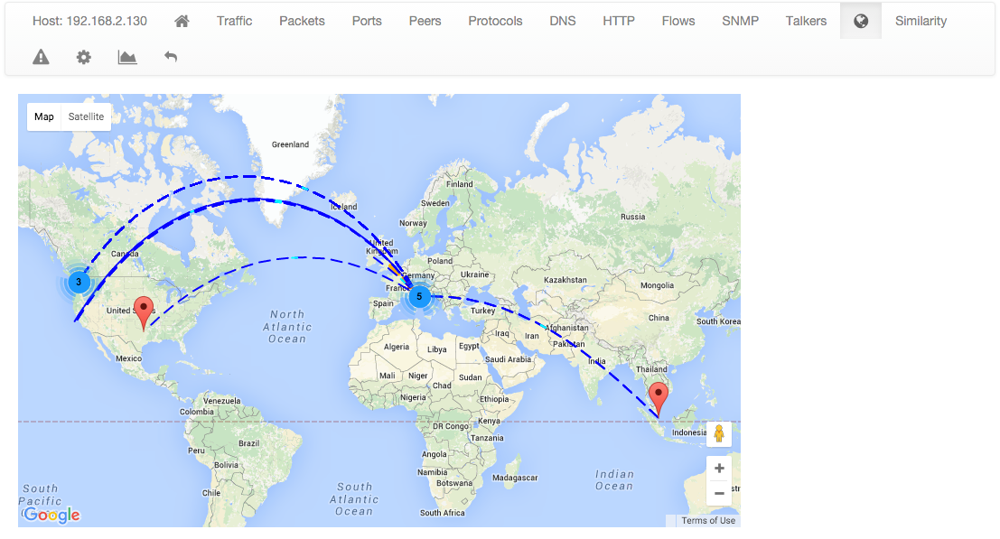 Host: 192.168.2.130 Traffic Packets Ports Peers Protocols DNS HTTP Flows SNMP Talkers Similarity
Map Satellite
Greenland
Finland
Iceland
Sweden
Russia
Norway
United
Kingdom
Canada
Poland
3
Germany
Ukraine
Kazakhstan
Mongolia
France
5
Spain
Turkey
United States
North
Atlantic
Ocean
China
South Korea
Iraq
Iran
Afghanistan
Pakistan
Algeria
Libya
Egypt
Mexico
Saudi Arabia
India
Thailand
Mali
Niger
Chad
Sudan
Nigeria
Ethiopia
Venezuela
Colombia
DR Congo
Kenya
Indonesia
Tanzania
Peru
Brazil
Angola
Bolivia
Namibia
Botswana
Madagascar
Indian
Ocean
Chile
South
Atlantic
Ocean
South
Pacific
South Africa
Google
Terms of Use